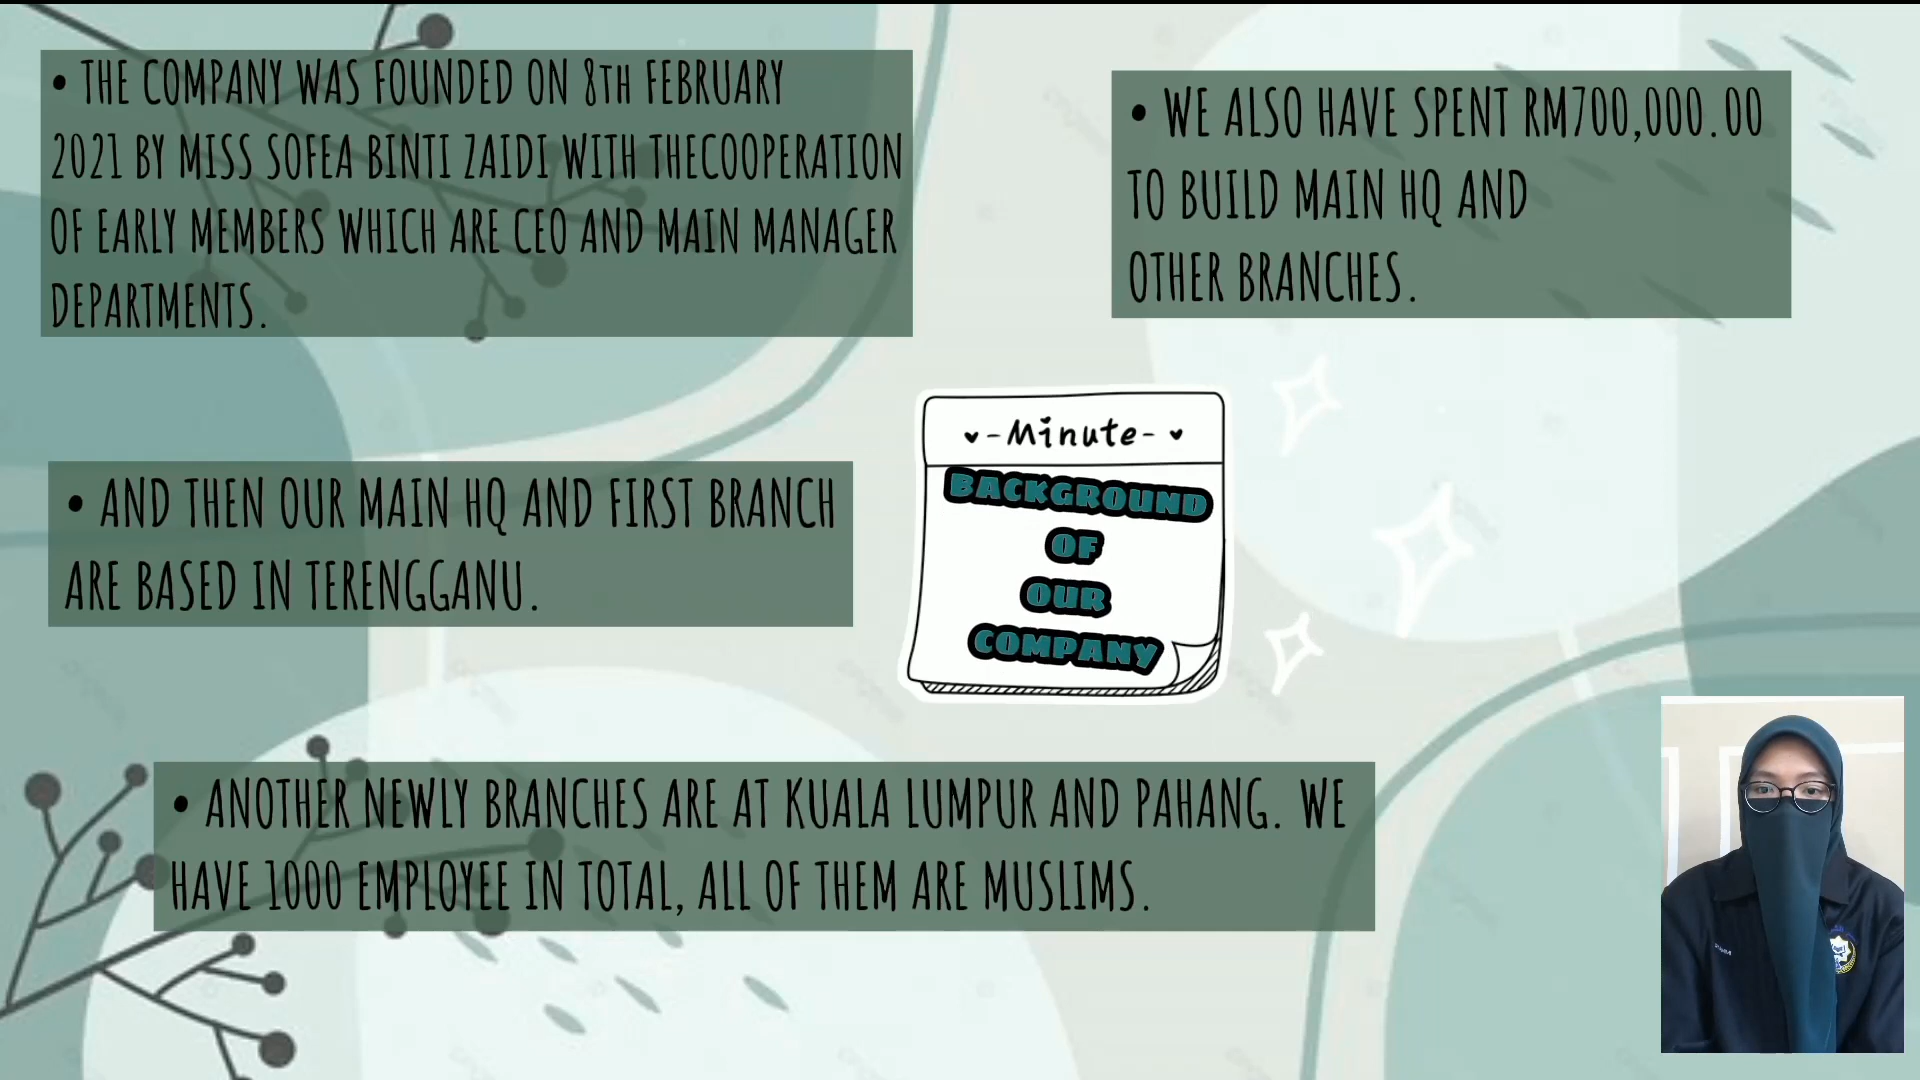 • THE COMPANY WAS FOUNDED ON 8TH FEBRUARY
2021 BY MISS SOFEA BINTI ZAIDI WITH THECOOPERATION
OF EARLY MEMBERS WHICH ARE CEO AND MAIN MANAGER
DEPARTMENTS.
• WE ALSO HAVE SPENT RM700,000.00
TO BUILD MAIN HQ AND
OTHER BRANCHES.
-Minute-
BACKGROUND
OF
OUR
COMPANY
• AND THEN OUR MAIN HQ AND FIRST BRANCH
ARE BASED IN TERENGGANU.
• ANOTHER NEWLY BRANCHES ARE AT KUALA LUMPUR AND PAHANG. WE
HAVE 1000 EMPLOYEE IN TOTAL, ALL OF THEM ARE MUSLIMS.